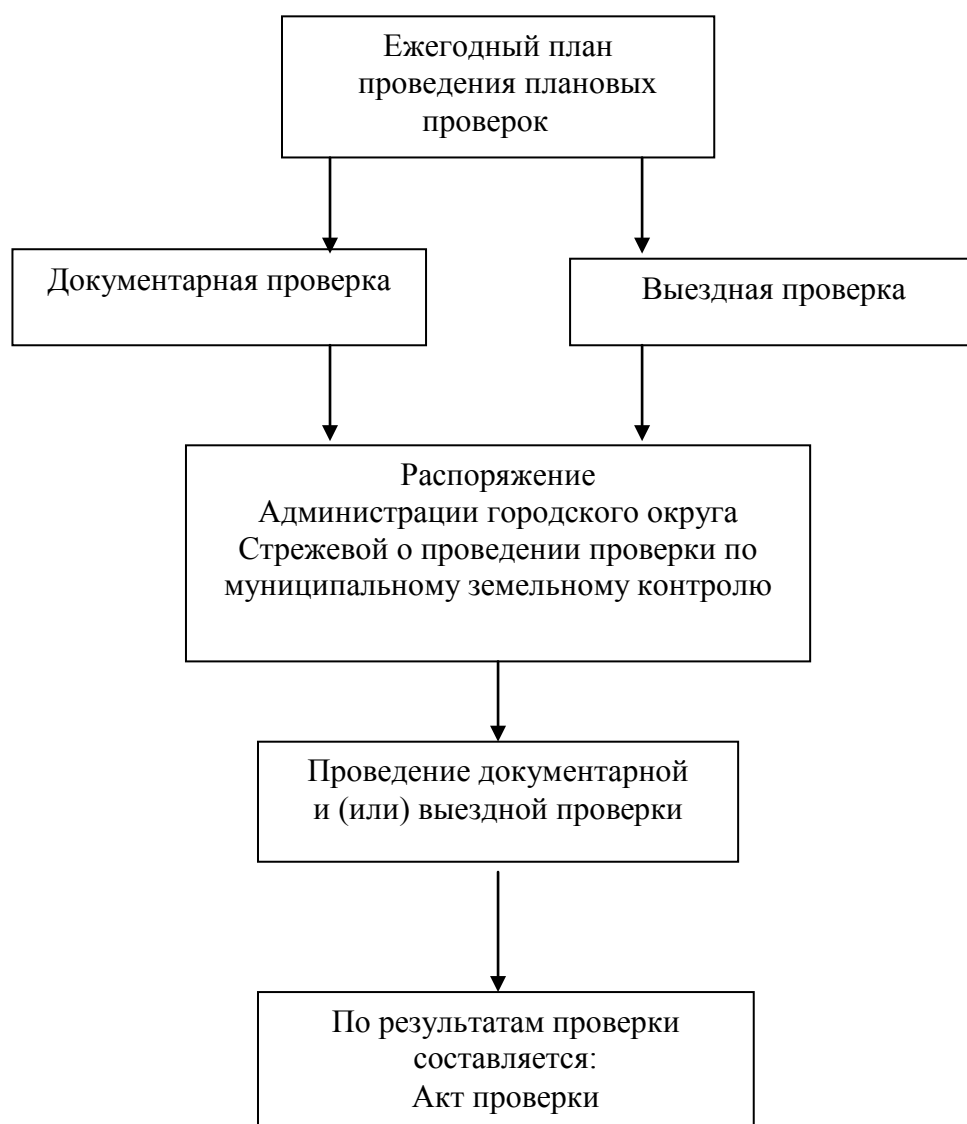 Ежегодный план
проведения плановых
проверок
Документарная проверка
Выездная проверка
Распоряжение
Администрации городского округа
Стрежевой о проведении проверки по
муниципальному земельному контролю
Проведение документарной
и (или) выездной проверки
По результатам проверки
составляется:
Акт проверки